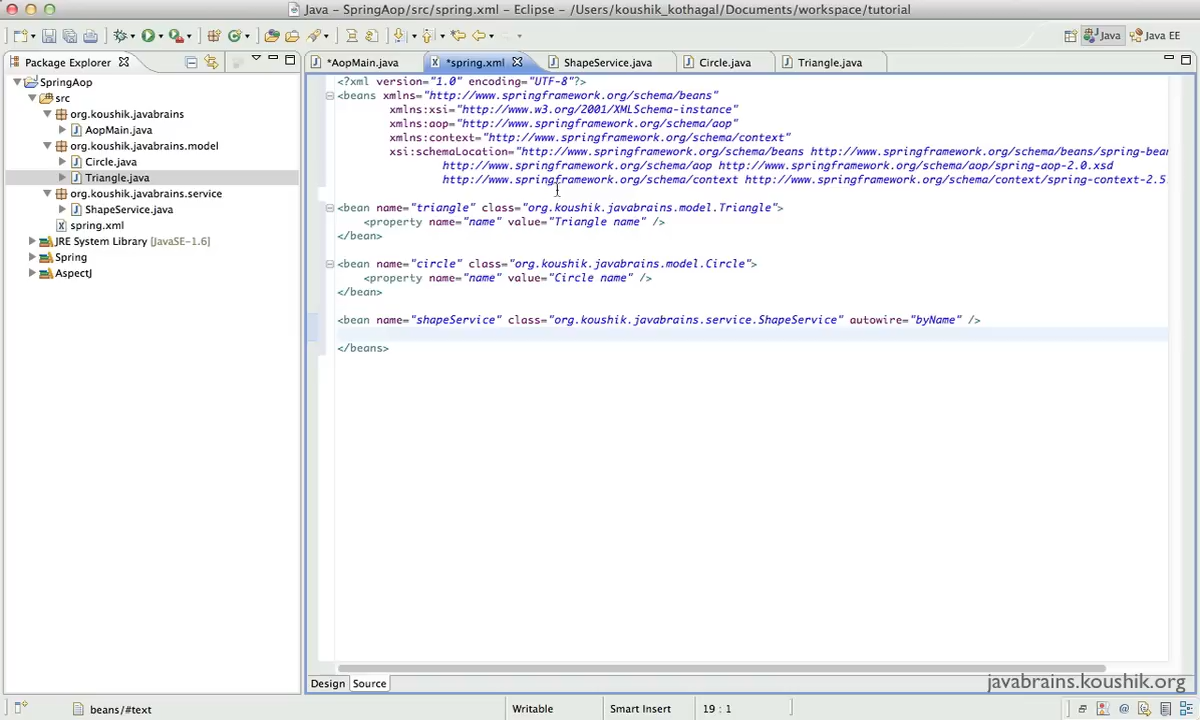 Java – SpringAop/src/spring.xml – Eclipse – /Users/koushik_kothagal/Documents/workspace/tutorial
Java
Java EE
Package Explorer
SpringAop
src
org.koushik.javabrains
AopMain.java
org.koushik.javabrains.model
Circle.java
Triangle.java
org.koushik.javabrains.service
ShapeService.java
spring.xml
JRE System Library [JavaSE-1.6]
Spring
AspectJ
*AopMain.java
*spring.xml
ShapeService.java
Circle.java
Triangle.java
<?xml version="1.0" encoding="UTF-8"?>
<beans xmlns="http://www.springframework.org/schema/beans"
xmlns:xsi="http://www.w3.org/2001/XMLSchema-instance"
xmlns:aop="http://www.springframework.org/schema/aop"
xmlns:context="http://www.springframework.org/schema/context"
xsi:schemaLocation="http://www.springframework.org/schema/beans http://www.springframework.org/schema/beans/spring-bean
http://www.springframework.org/schema/aop http://www.springframework.org/schema/aop/spring-aop-2.0.xsd
http://www.springframework.org/schema/context http://www.springframework.org/schema/context/spring-context-2.5.
<bean name="triangle" class="org.koushik.javabrains.model.Triangle">
<property name="name" value="Triangle name" />
</bean>
<bean name="circle" class="org.koushik.javabrains.model.Circle">
<property name="name" value="Circle name" />
</bean>
<bean name="shapeService" class="org.koushik.javabrains.service.ShapeService" autowire="byName" />
</beans>
Design
Source
javabrains.koushik.org
beans/#text
Writable
Smart Insert
19 : 1